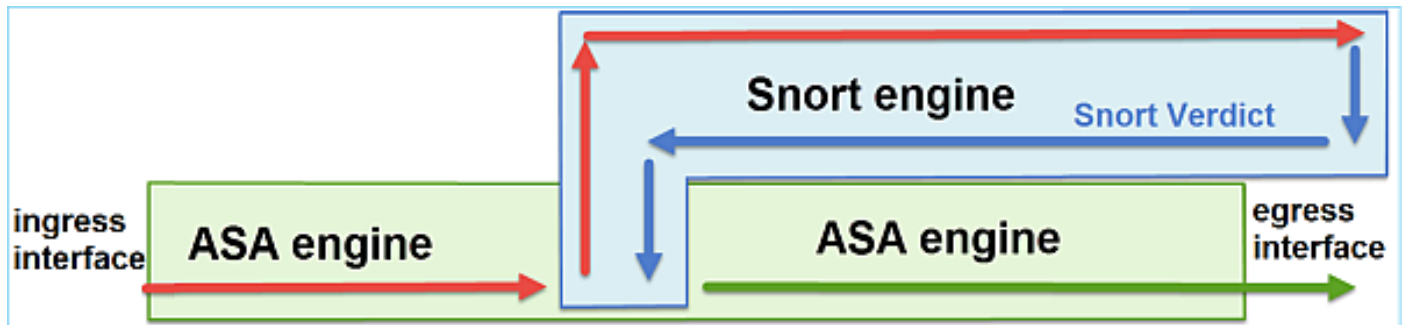 Snort engine
Snort Verdict
ingress
interface
ASA engine
ASA engine
egress
interface